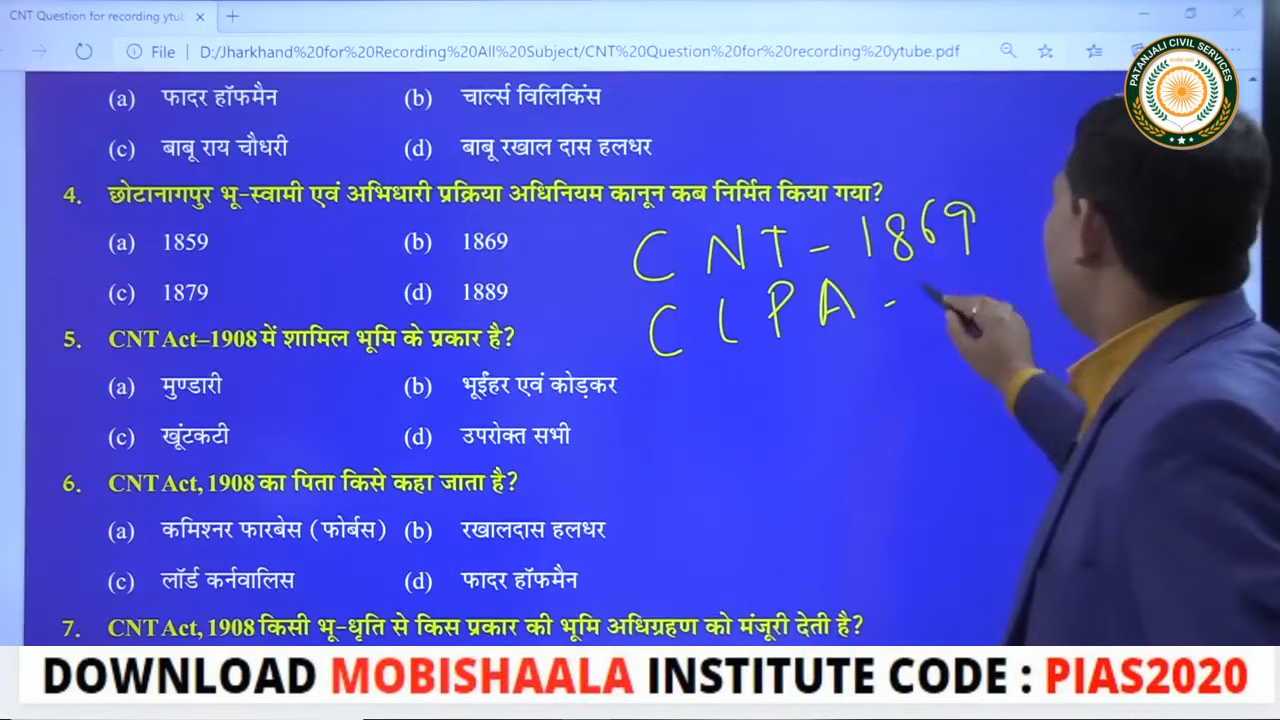 CNT Question for recording ytub
File | D:/Jharkhand%20for%20Recording%20All%20Subject/CNT%20Question%20for%20recording%20ytube.pdf
PATANJALI CIVIL SERVICES
(a) फादर हॉफमैन (b) चार्ल्स विलिकिंस
(c) बाबू राय चौधरी (d) बाबू रखाल दास हलधर
4. छोटानागपुर भू-स्वामी एवं अभिधारी प्रक्रिया अधिनियम कानून कब निर्मित किया गया?
(a) 1859 (b) 1869
(c) 1879 (d) 1889
CNT - 1869
CLPA -
5. CNT Act–1908 में शामिल भूमि के प्रकार है?
(a) मुण्डारी (b) भूईंहर एवं कोड़कर
(c) खूंटकटी (d) उपरोक्त सभी
6. CNT Act, 1908 का पिता किसे कहा जाता है?
(a) कमिश्नर फारबेस (फोर्बस) (b) रखालदास हलधर
(c) लॉर्ड कर्नवालिस (d) फादर हॉफमैन
7. CNT Act, 1908 किसी भू-धृति से किस प्रकार की भूमि अधिग्रहण को मंजूरी देती है?
DOWNLOAD MOBISHAALA INSTITUTE CODE : PIAS2020